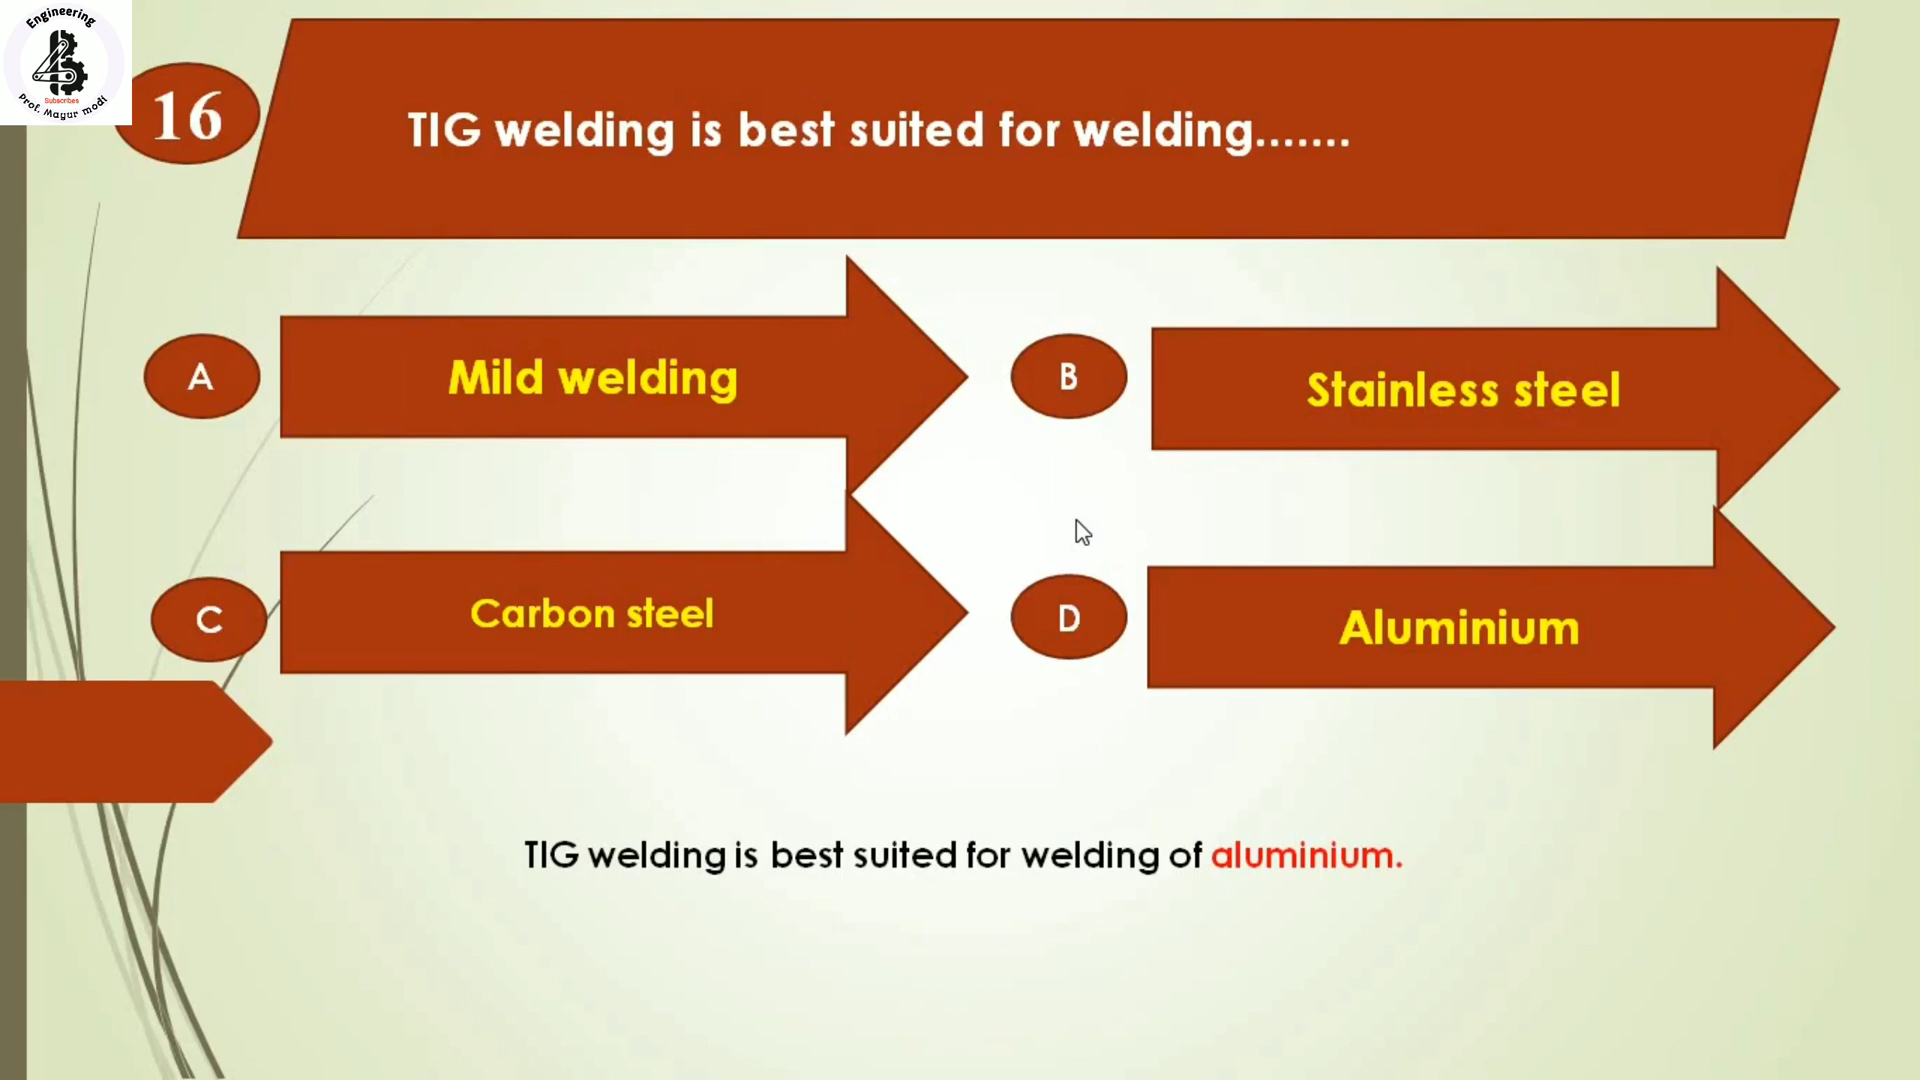 Engineering
Subscribes
Prof. Mayur modi
16
TIG welding is best suited for welding.......
A
Mild welding
B
Stainless steel
C
Carbon steel
D
Aluminium
TIG welding is best suited for welding of aluminium.